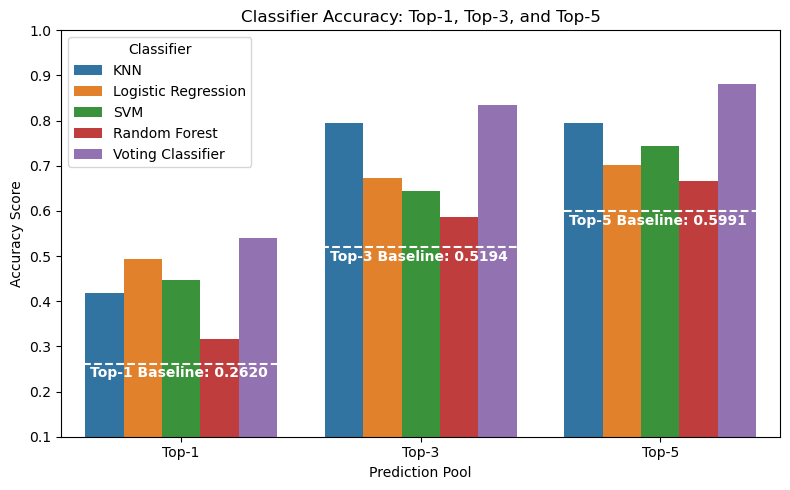 Classifier Accuracy: Top-1, Top-3, and Top-5
Classifier
KNN
Logistic Regression
SVM
Random Forest
Voting Classifier
Accuracy Score
1.0
0.9
0.8
0.7
0.6
0.5
0.4
0.3
0.2
0.1
Top-1 Baseline: 0.2620
Top-3 Baseline: 0.5194
Top-5 Baseline: 0.5991
Top-1
Top-3
Top-5
Prediction Pool